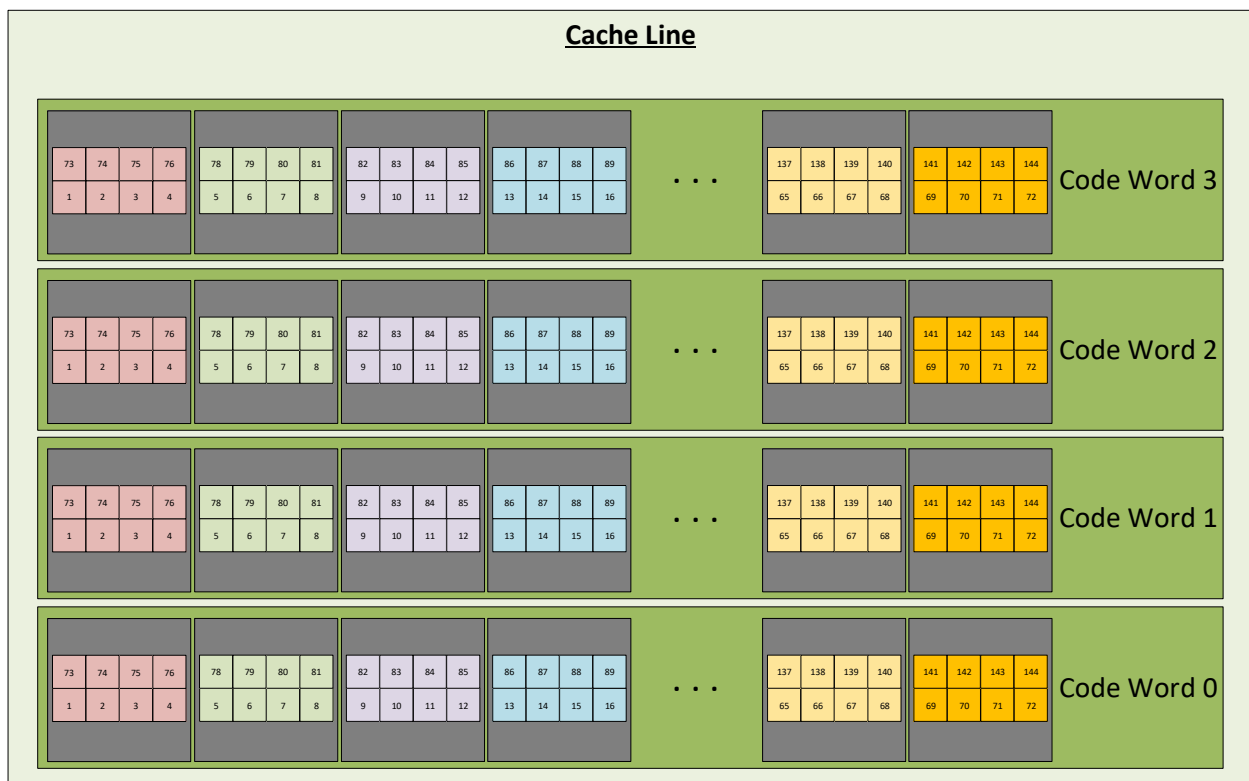 Cache Line
73 74 75 76 78 79 80 81 82 83 84 85 86 87 88 89 . . . 137 138 139 140 141 142 143 144
Code Word 3
1 2 3 4 5 6 7 8 9 10 11 12 13 14 15 16 65 66 67 68 69 70 71 72
73 74 75 76 78 79 80 81 82 83 84 85 86 87 88 89 . . . 137 138 139 140 141 142 143 144
Code Word 2
1 2 3 4 5 6 7 8 9 10 11 12 13 14 15 16 65 66 67 68 69 70 71 72
73 74 75 76 78 79 80 81 82 83 84 85 86 87 88 89 . . . 137 138 139 140 141 142 143 144
Code Word 1
1 2 3 4 5 6 7 8 9 10 11 12 13 14 15 16 65 66 67 68 69 70 71 72
73 74 75 76 78 79 80 81 82 83 84 85 86 87 88 89 . . . 137 138 139 140 141 142 143 144
Code Word 0
1 2 3 4 5 6 7 8 9 10 11 12 13 14 15 16 65 66 67 68 69 70 71 72